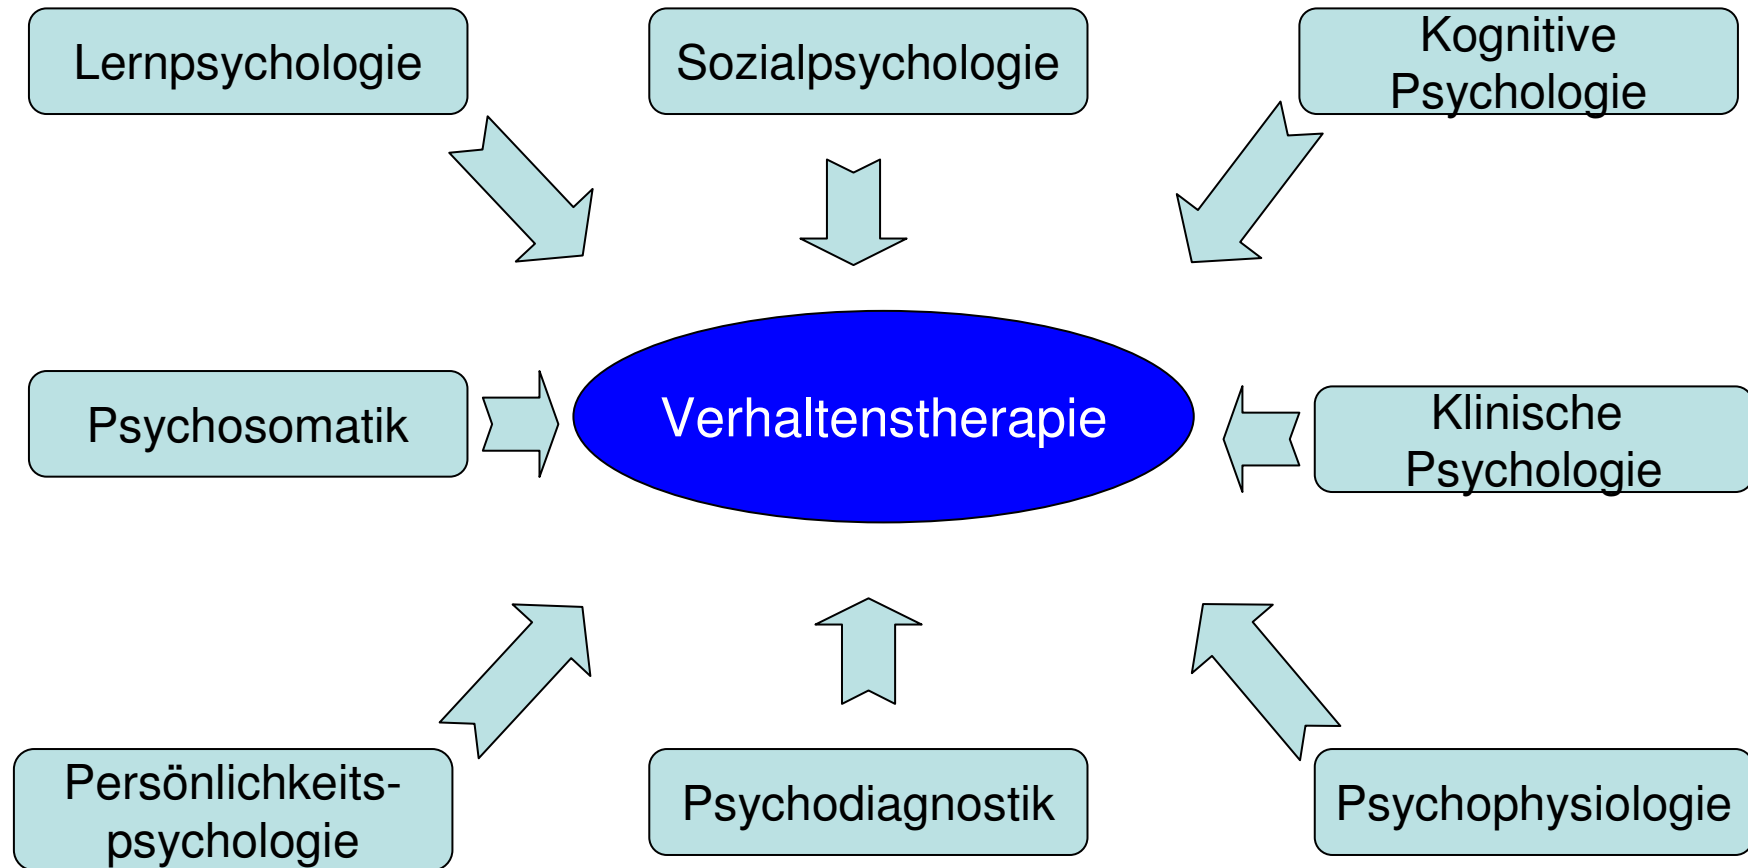 Lernpsychologie
Sozialpsychologie
Kognitive
Psychologie
Psychosomatik
Verhaltenstherapie
Klinische
Psychologie
Persönlichkeits-
psychologie
Psychodiagnostik
Psychophysiologie